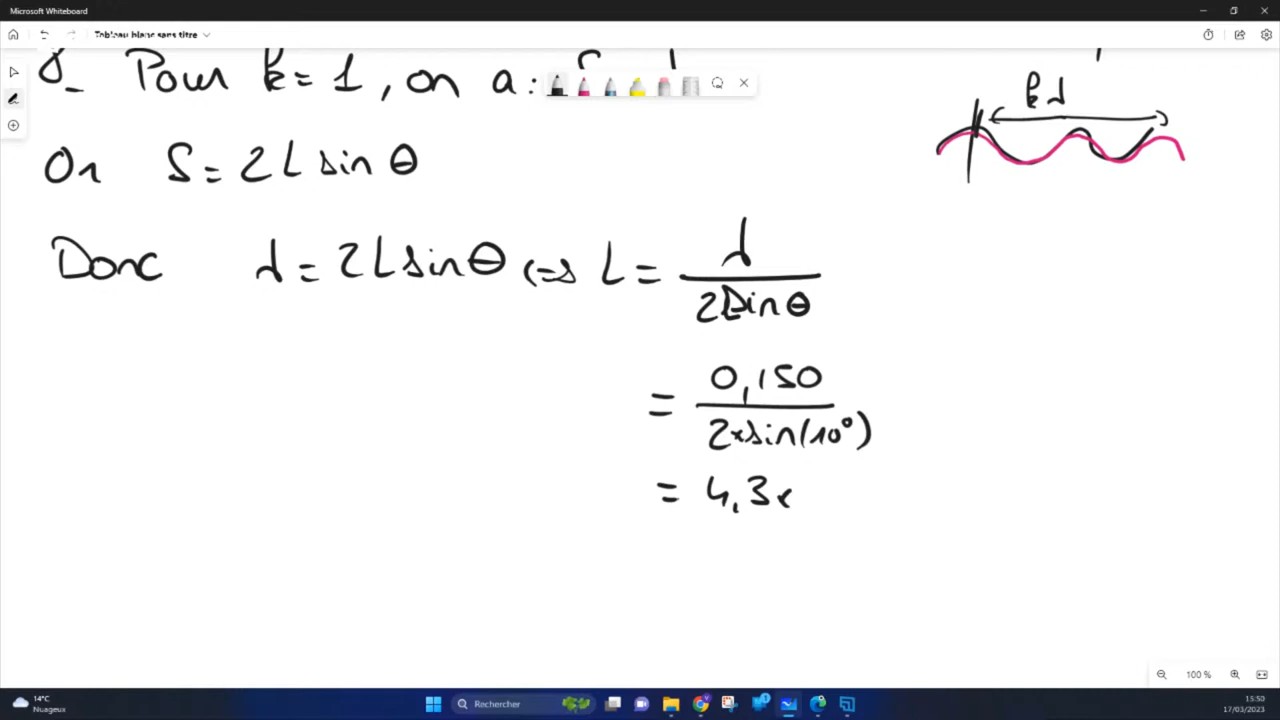 Microsoft Whiteboard
Tableau blanc sans titre
8_ Pour k = 1, on a :
kλ
Or S = 2L sin θ
Donc λ = 2L sin θ <=> L = λ / 2 sin θ
= 0,150 / 2 × sin(10°)
= 4,3 ×
100 %
14°C
Nuageux
Rechercher
15:50
17/03/2023